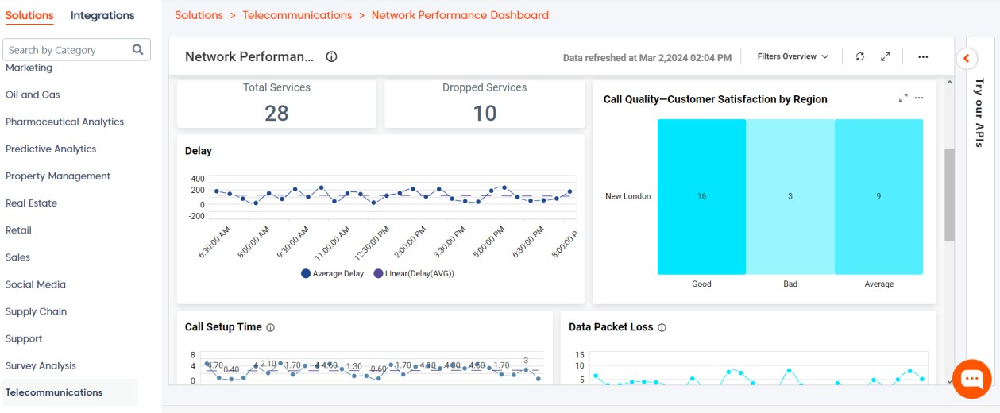 Solutions Integrations
Solutions > Telecommunications > Network Performance Dashboard
Search by Category
Marketing
Oil and Gas
Pharmaceutical Analytics
Predictive Analytics
Property Management
Real Estate
Retail
Sales
Social Media
Supply Chain
Support
Survey Analysis
Telecommunications
Network Performan...
Data refreshed at Mar 2,2024 02:04 PM
Filters Overview
Total Services
28
Dropped Services
10
Delay
400
200
0
-200
6:30:00 AM 8:00:00 AM 9:30:00 AM 11:00:00 AM 12:30:00 PM 2:00:00 PM 3:30:00 PM 5:00:00 PM 6:30:00 PM 8:00:00 P
Average Delay Linear(Delay(AVG))
Call Quality—Customer Satisfaction by Region
New London 16 3 9
Good Bad Average
Call Setup Time
8
4
0
4.70 0.40 4 2.10 1.70 4 4.60 1.30 0.60 1.70 4.10 4.80 4.60 1.70 3
Data Packet Loss
15
10
5
Try our APIs